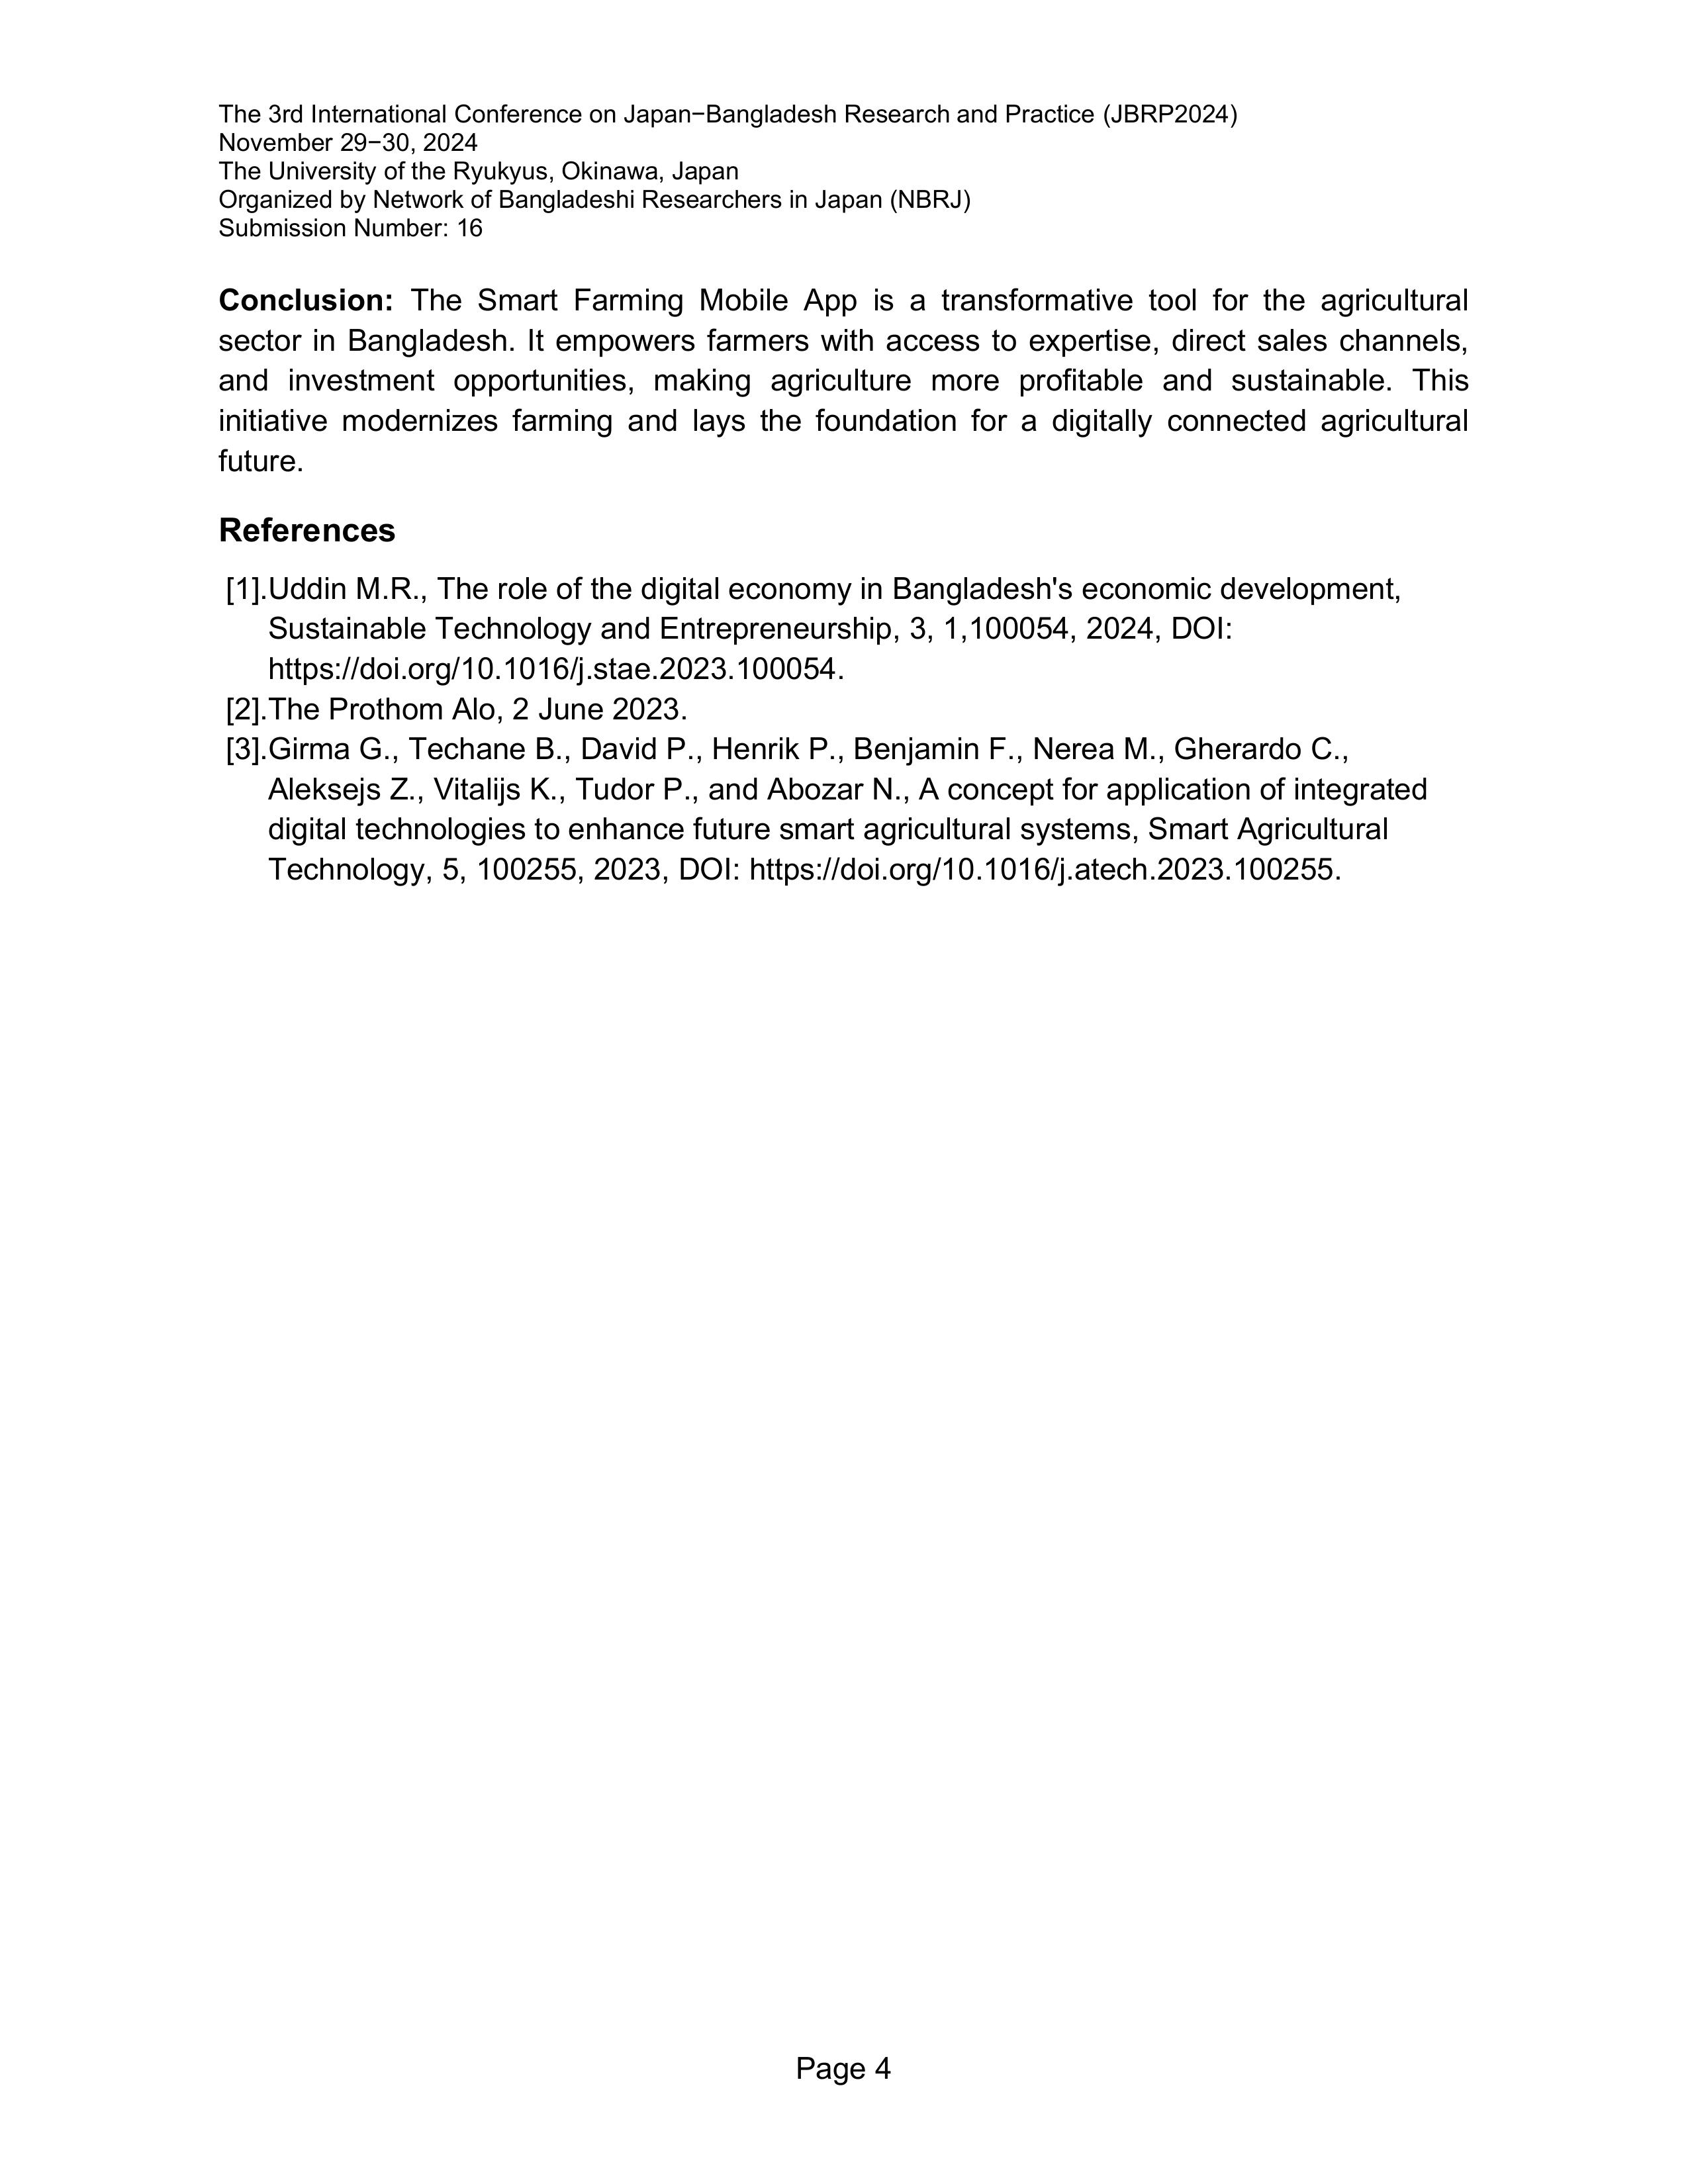 The 3rd International Conference on Japan−Bangladesh Research and Practice (JBRP2024)
November 29−30, 2024
The University of the Ryukyus, Okinawa, Japan
Organized by Network of Bangladeshi Researchers in Japan (NBRJ)
Submission Number: 16
Conclusion: The Smart Farming Mobile App is a transformative tool for the agricultural
sector in Bangladesh. It empowers farmers with access to expertise, direct sales channels,
and investment opportunities, making agriculture more profitable and sustainable. This
initiative modernizes farming and lays the foundation for a digitally connected agricultural
future.
References
[1].Uddin M.R., The role of the digital economy in Bangladesh's economic development,
Sustainable Technology and Entrepreneurship, 3, 1,100054, 2024, DOI:
https://doi.org/10.1016/j.stae.2023.100054.
[2].The Prothom Alo, 2 June 2023.
[3].Girma G., Techane B., David P., Henrik P., Benjamin F., Nerea M., Gherardo C.,
Aleksejs Z., Vitalijs K., Tudor P., and Abozar N., A concept for application of integrated
digital technologies to enhance future smart agricultural systems, Smart Agricultural
Technology, 5, 100255, 2023, DOI: https://doi.org/10.1016/j.atech.2023.100255.
Page 4